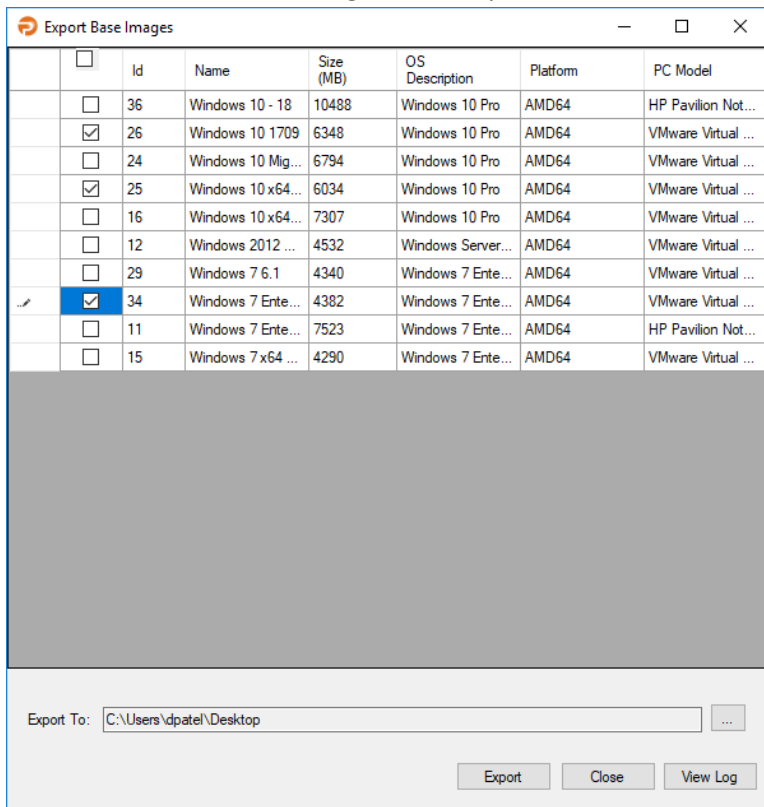 Export Base Images
Id Name Size (MB) OS Description Platform PC Model
36 Windows 10 - 18 10488 Windows 10 Pro AMD64 HP Pavilion Not...
26 Windows 10 1709 6348 Windows 10 Pro AMD64 VMware Virtual ...
24 Windows 10 Mig... 6794 Windows 10 Pro AMD64 VMware Virtual ...
25 Windows 10 x64... 6034 Windows 10 Pro AMD64 VMware Virtual ...
16 Windows 10 x64... 7307 Windows 10 Pro AMD64 VMware Virtual ...
12 Windows 2012 ... 4532 Windows Server... AMD64 VMware Virtual ...
29 Windows 7 6.1 4340 Windows 7 Ente... AMD64 VMware Virtual ...
34 Windows 7 Ente... 4382 Windows 7 Ente... AMD64 VMware Virtual ...
11 Windows 7 Ente... 7523 Windows 7 Ente... AMD64 HP Pavilion Not...
15 Windows 7 x64 ... 4290 Windows 7 Ente... AMD64 VMware Virtual ...
Export To: C:\Users\dpatel\Desktop ...
Export Close View Log